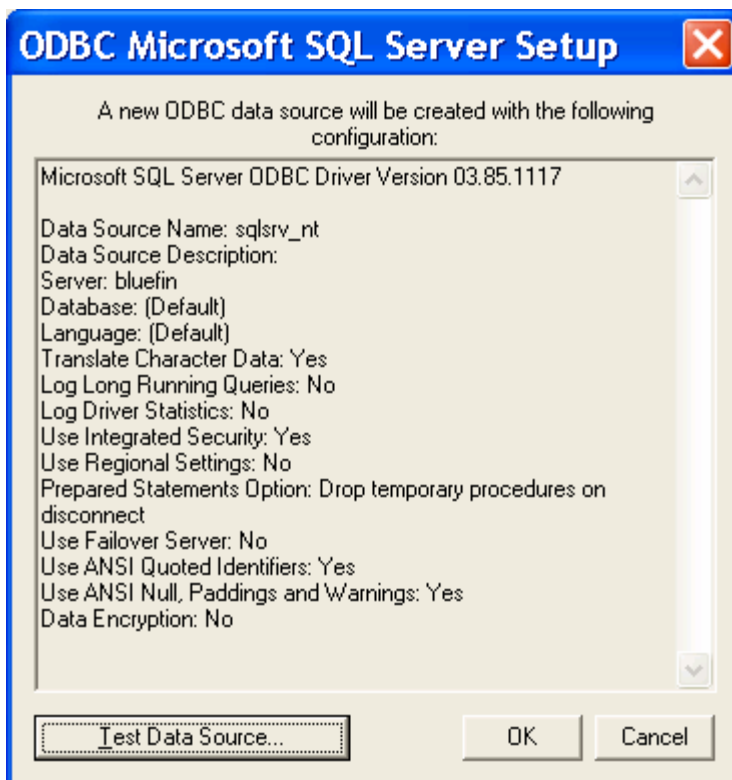 ODBC Microsoft SQL Server Setup
A new ODBC data source will be created with the following
configuration:
Microsoft SQL Server ODBC Driver Version 03.85.1117
Data Source Name: sqlsrv_nt
Data Source Description:
Server: bluefin
Database: (Default)
Language: (Default)
Translate Character Data: Yes
Log Long Running Queries: No
Log Driver Statistics: No
Use Integrated Security: Yes
Use Regional Settings: No
Prepared Statements Option: Drop temporary procedures on
disconnect
Use Failover Server: No
Use ANSI Quoted Identifiers: Yes
Use ANSI Null, Paddings and Warnings: Yes
Data Encryption: No
Test Data Source...
OK
Cancel